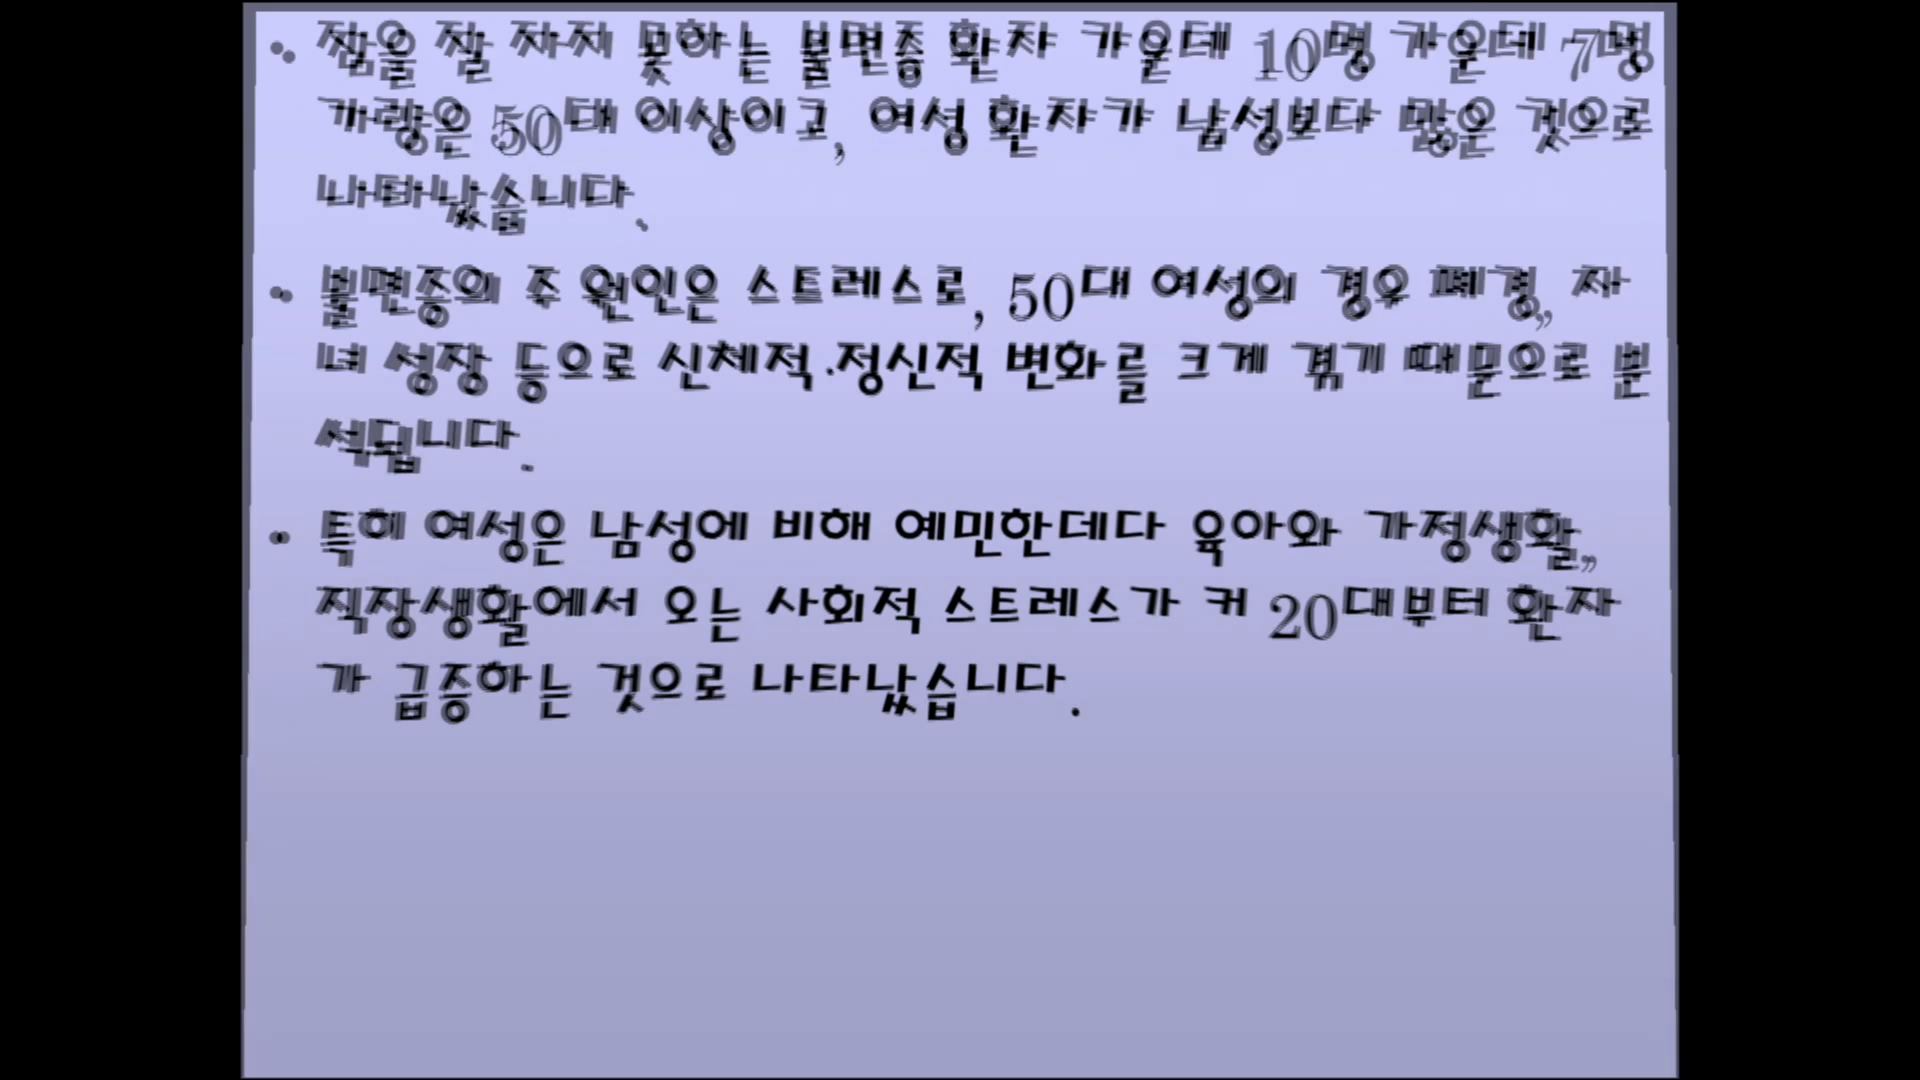 • 잠을 잘 자지 못하는 불면증 환자 가운데 10명 가운데 7명
가량은 50대 이상이고, 여성 환자가 남성보다 많은 것으로
나타났습니다.
• 불면증의 주 원인은 스트레스로, 50대 여성의 경우 폐경, 자
녀 성장 등으로 신체적·정신적 변화를 크게 겪기 때문으로 분
석됩니다.
• 특히 여성은 남성에 비해 예민한데다 육아와 가정생활,
직장생활에서 오는 사회적 스트레스가 커 20대부터 환자
가 급증하는 것으로 나타났습니다.